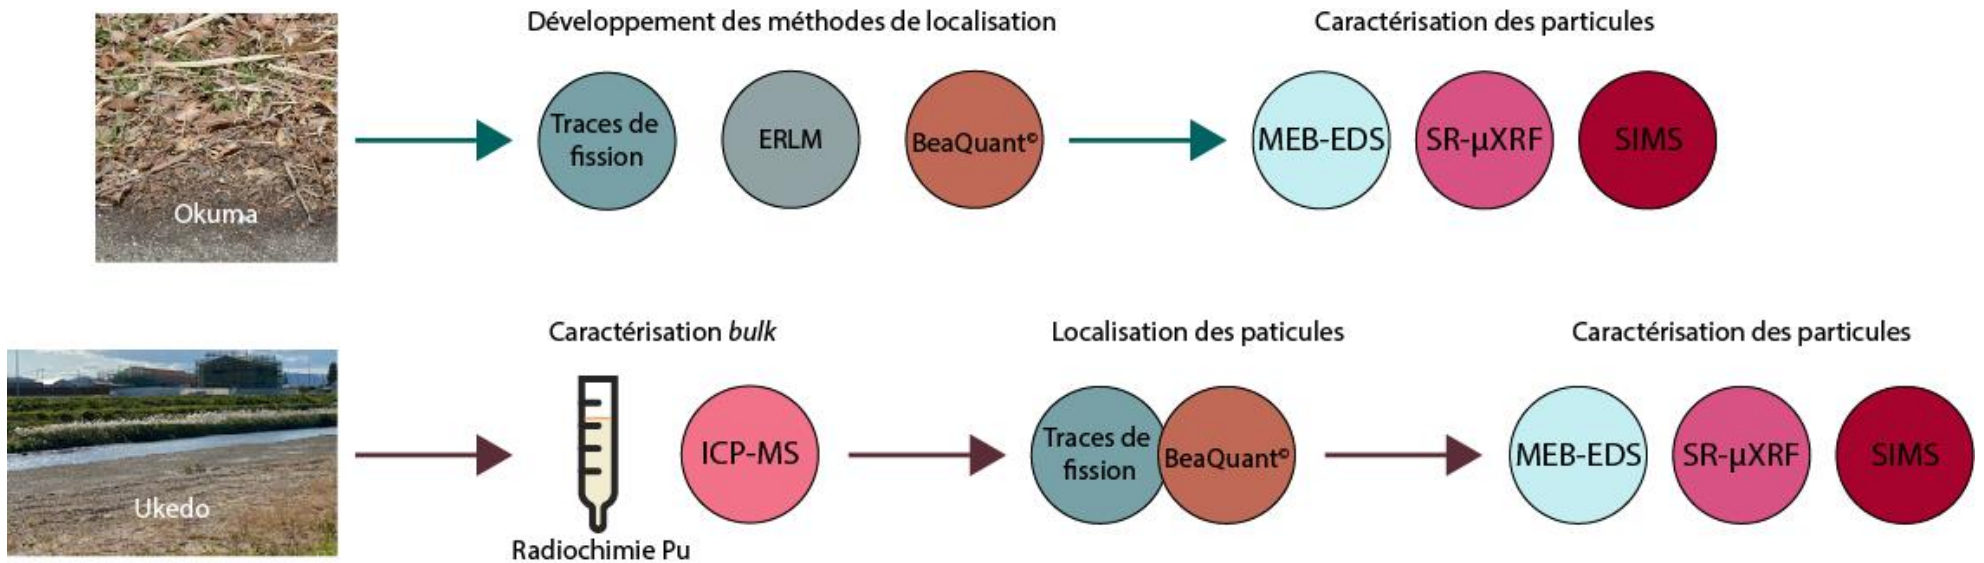 Développement des méthodes de localisation
Caractérisation des particules
Okuma
Traces de
fission
ERLM
BeaQuant©
MEB-EDS
SR-µXRF
SIMS
Caractérisation bulk
Localisation des paticules
Caractérisation des particules
Ukedo
Radiochimie Pu
ICP-MS
Traces de
fission
BeaQuant©
MEB-EDS
SR-µXRF
SIMS